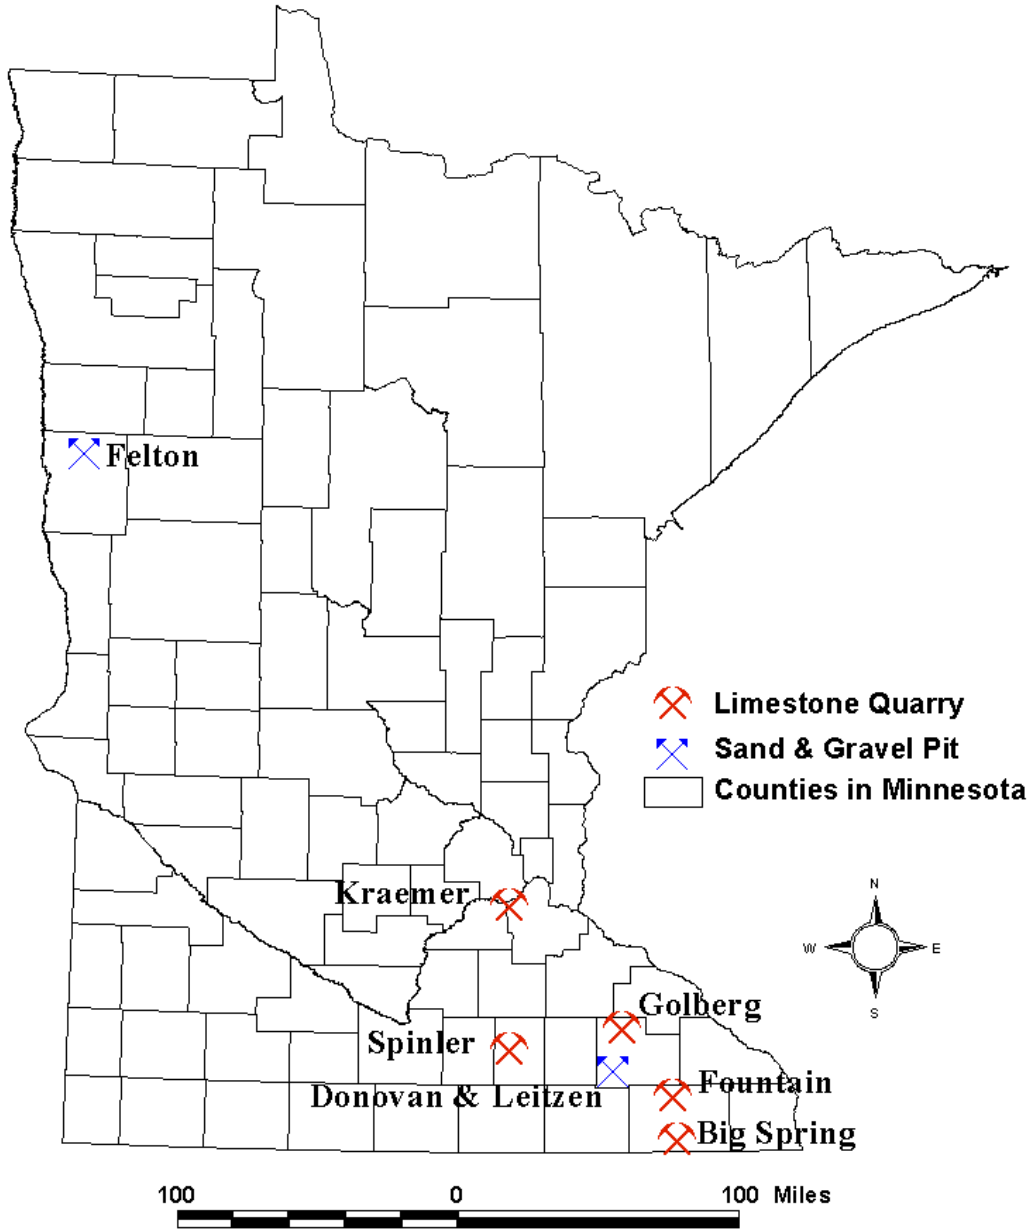 Felton
Limestone Quarry
Sand & Gravel Pit
Counties in Minnesota
Kraemer
N
W
E
S
Golberg
Spinler
Donovan & Leitzen
Fountain
Big Spring
100 0 100 Miles